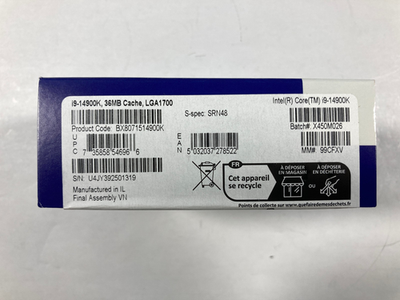 i9-14900K, 36MB Cache, LGA1700
Intel(R) Core(TM) i9-14900K
S-spec: SRN48
Product Code: BX8071514900K
Batch#: X450M026
UPC
7 35858 54696 6
EAN
5 032037 278522
MM# 99CFXV
S/N: U4JY392501319
Manufactured in IL
Final Assembly VN
FR
Cet appareil
se recycle
À DÉPOSER
EN MAGASIN
ou
À DÉPOSER
EN DÉCHÈTERIE
Points de collecte sur www.quefairedemesdechets.fr